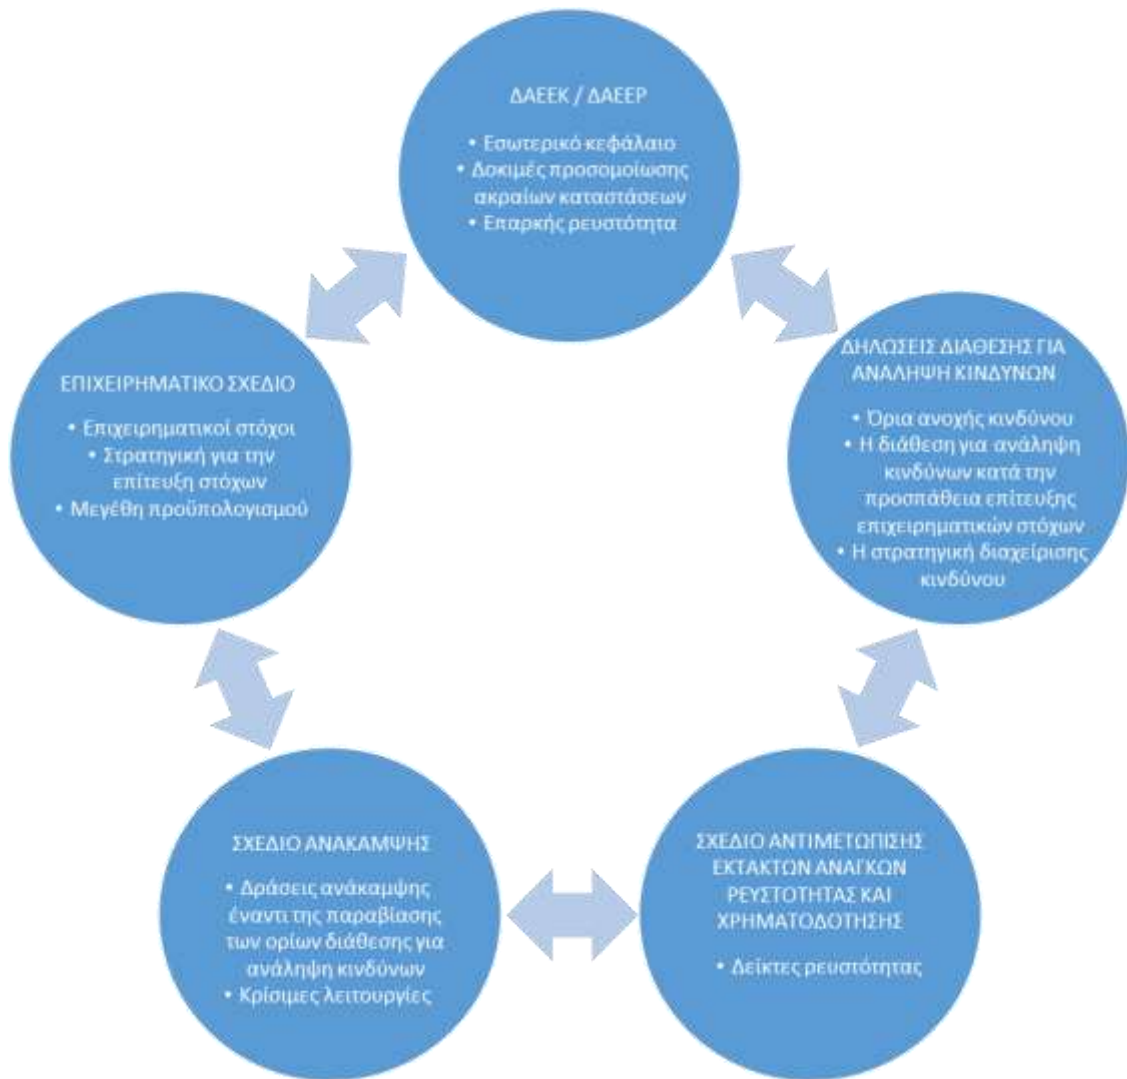 ΔΑΕΕΚ / ΔΑΕΕΡ
• Εσωτερικό κεφάλαιο
• Δοκιμές προσομοίωσης
ακραίων καταστάσεων
• Επαρκής ρευστότητα
ΔΗΛΩΣΕΙΣ ΔΙΑΘΕΣΗΣ ΓΙΑ
ΑΝΑΛΗΨΗ ΚΙΝΔΥΝΩΝ
• Όρια ανοχής κινδύνου
• Η διάθεση για ανάληψη
κινδύνων κατά την
προσπάθεια επίτευξης
επιχειρηματικών στόχων
• Η στρατηγική διαχείρισης
κινδύνου
ΣΧΕΔΙΟ ΑΝΤΙΜΕΤΩΠΙΣΗΣ
ΕΚΤΑΚΤΩΝ ΑΝΑΓΚΩΝ
ΡΕΥΣΤΟΤΗΤΑΣ ΚΑΙ
ΧΡΗΜΑΤΟΔΟΤΗΣΗΣ
• Δείκτες ρευστότητας
ΣΧΕΔΙΟ ΑΝΑΚΑΜΨΗΣ
• Δράσεις ανάκαμψης
έναντι της παραβίασης
των ορίων διάθεσης για
ανάληψη κινδύνων
• Κρίσιμες λειτουργίες
ΕΠΙΧΕΙΡΗΜΑΤΙΚΟ ΣΧΕΔΙΟ
• Επιχειρηματικοί στόχοι
• Στρατηγική για την
επίτευξη στόχων
• Μεγέθη προϋπολογισμού